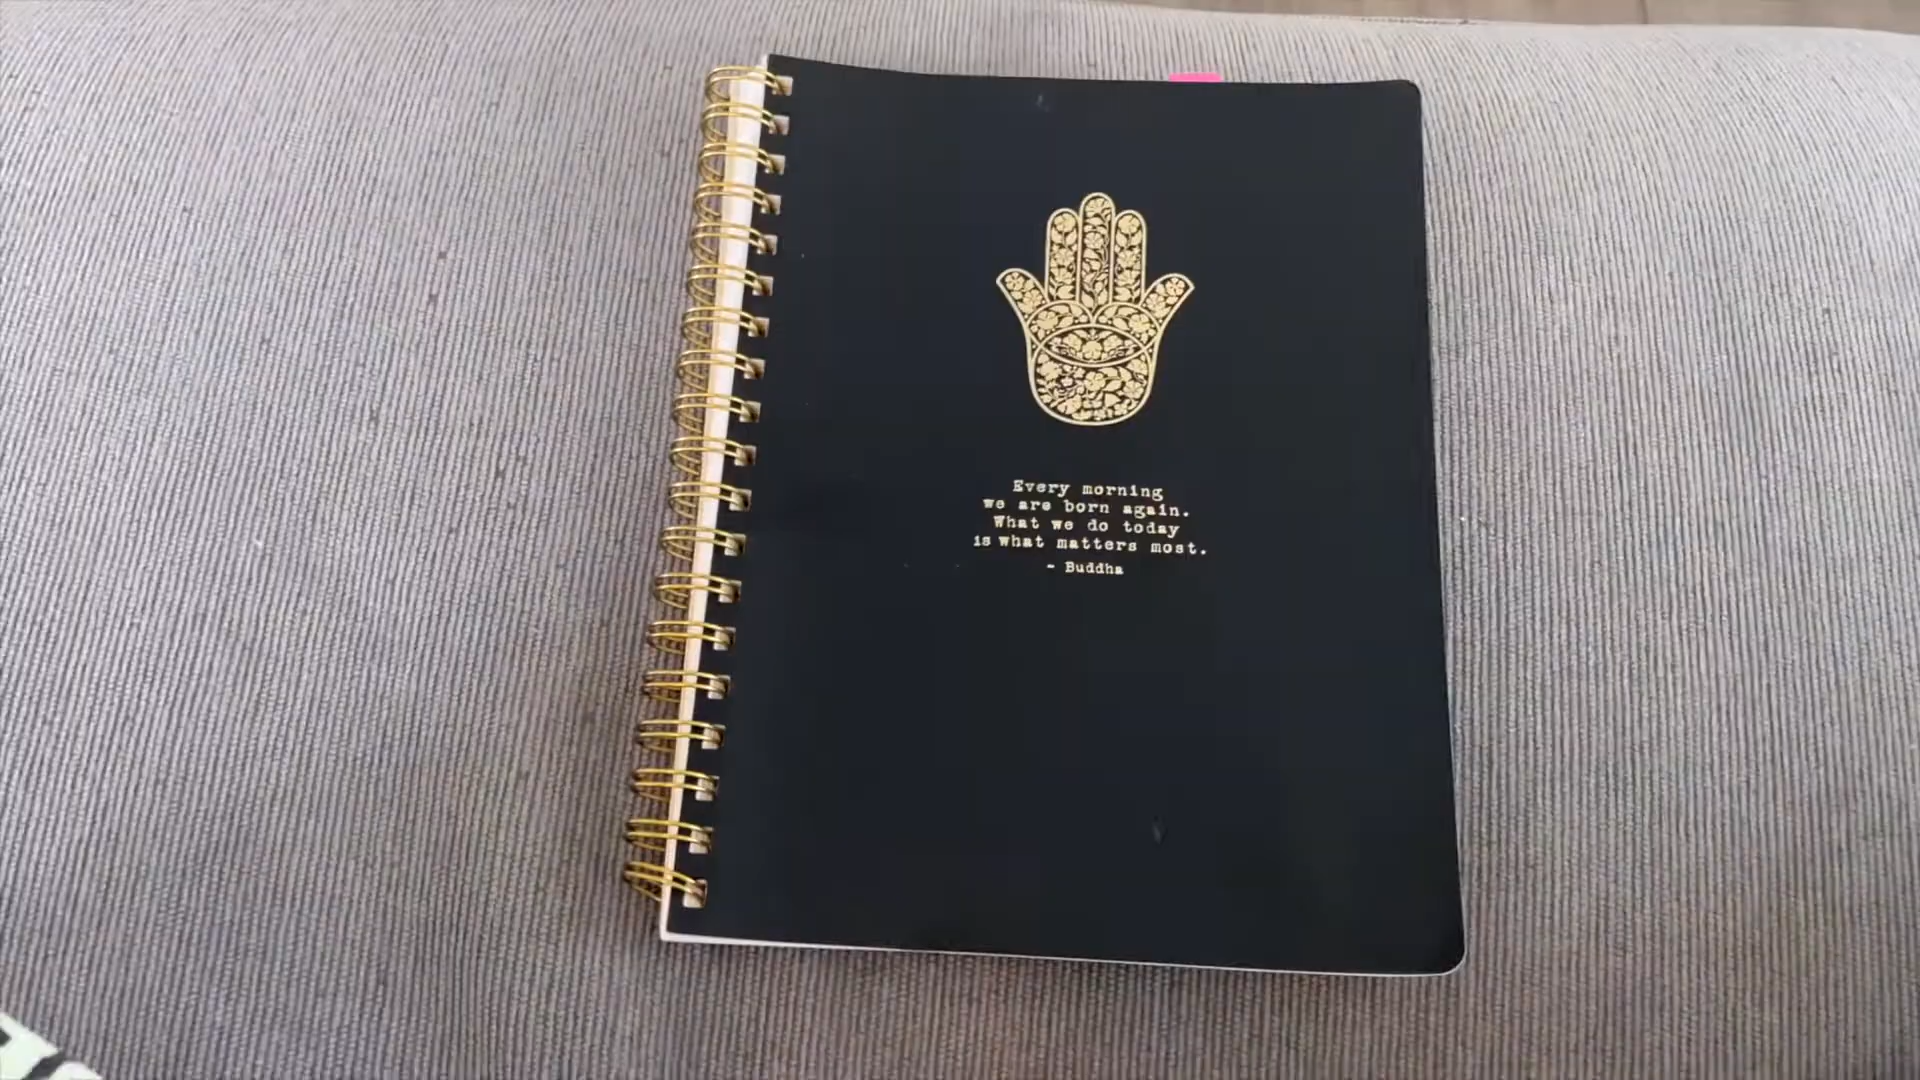 Every morning
we are born again.
What we do today
is what matters most.
- Buddha